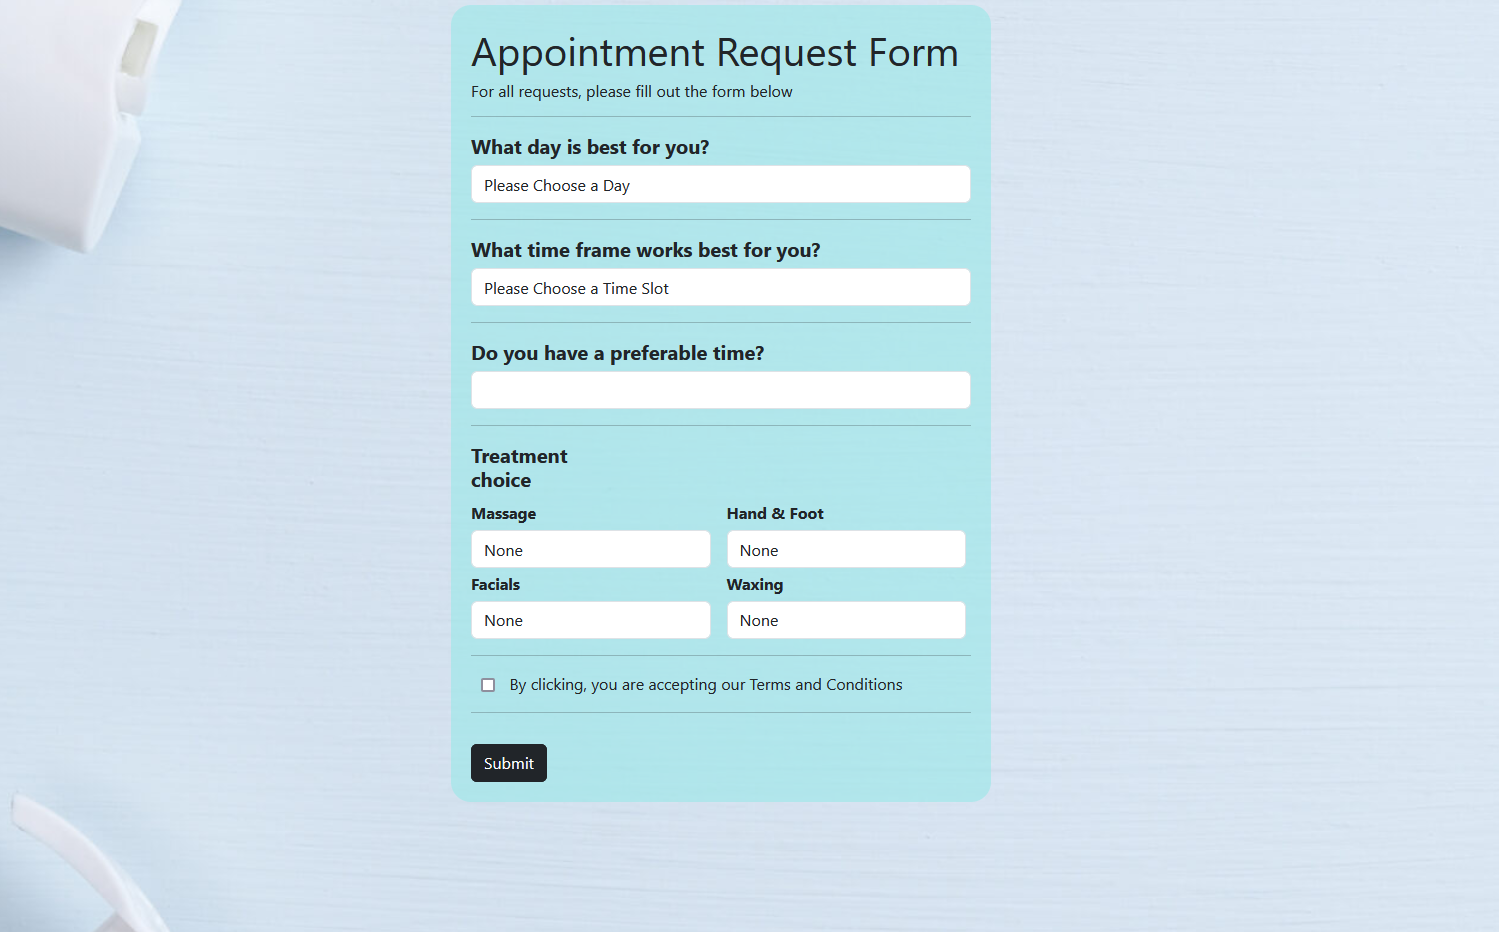 Appointment Request Form
For all requests, please fill out the form below
What day is best for you?
Please Choose a Day
What time frame works best for you?
Please Choose a Time Slot
Do you have a preferable time?
Treatment
choice
Massage
Hand & Foot
None
None
Facials
Waxing
None
None
By clicking, you are accepting our Terms and Conditions
Submit